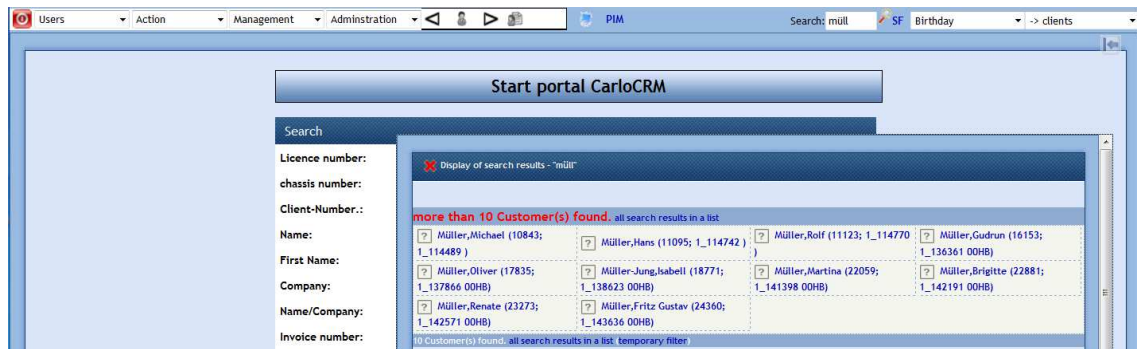 Users Action Management Adminstration PIM Search: müll SF Birthday -> clients
Start portal CarloCRM
Search
Licence number:
chassis number:
Client-Number.:
Name:
First Name:
Company:
Name/Company:
Invoice number:
Display of search results - "müll"
more than 10 Customer(s) found. all search results in a list
Müller,Michael (10843;
1_114489 )
Müller,Hans (11095; 1_114742 )
Müller,Rolf (11123; 1_114770
)
Müller,Gudrun (16153;
1_136361 00HB)
Müller,Oliver (17835;
1_137866 00HB)
Müller-Jung,Isabell (18771;
1_138623 00HB)
Müller,Martina (22059;
1_141398 00HB)
Müller,Brigitte (22881;
1_142191 00HB)
Müller,Renate (23273;
1_142571 00HB)
Müller,Fritz Gustav (24360;
1_143636 00HB)
10 Customer(s) found. all search results in a list (temporary filter)